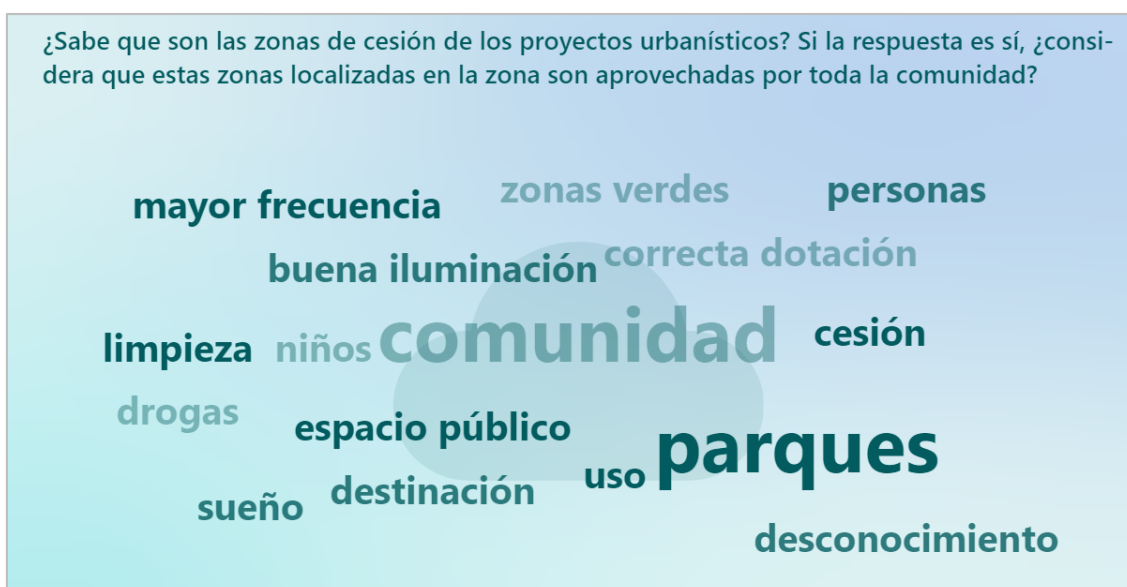 ¿Sabe que son las zonas de cesión de los proyectos urbanísticos? Si la respuesta es sí, ¿consi-
dera que estas zonas localizadas en la zona son aprovechadas por toda la comunidad?
mayor frecuencia
zonas verdes
personas
buena iluminación
correcta dotación
limpieza
niños
comunidad
cesión
drogas
espacio público
parques
uso
sueño
destinación
desconocimiento